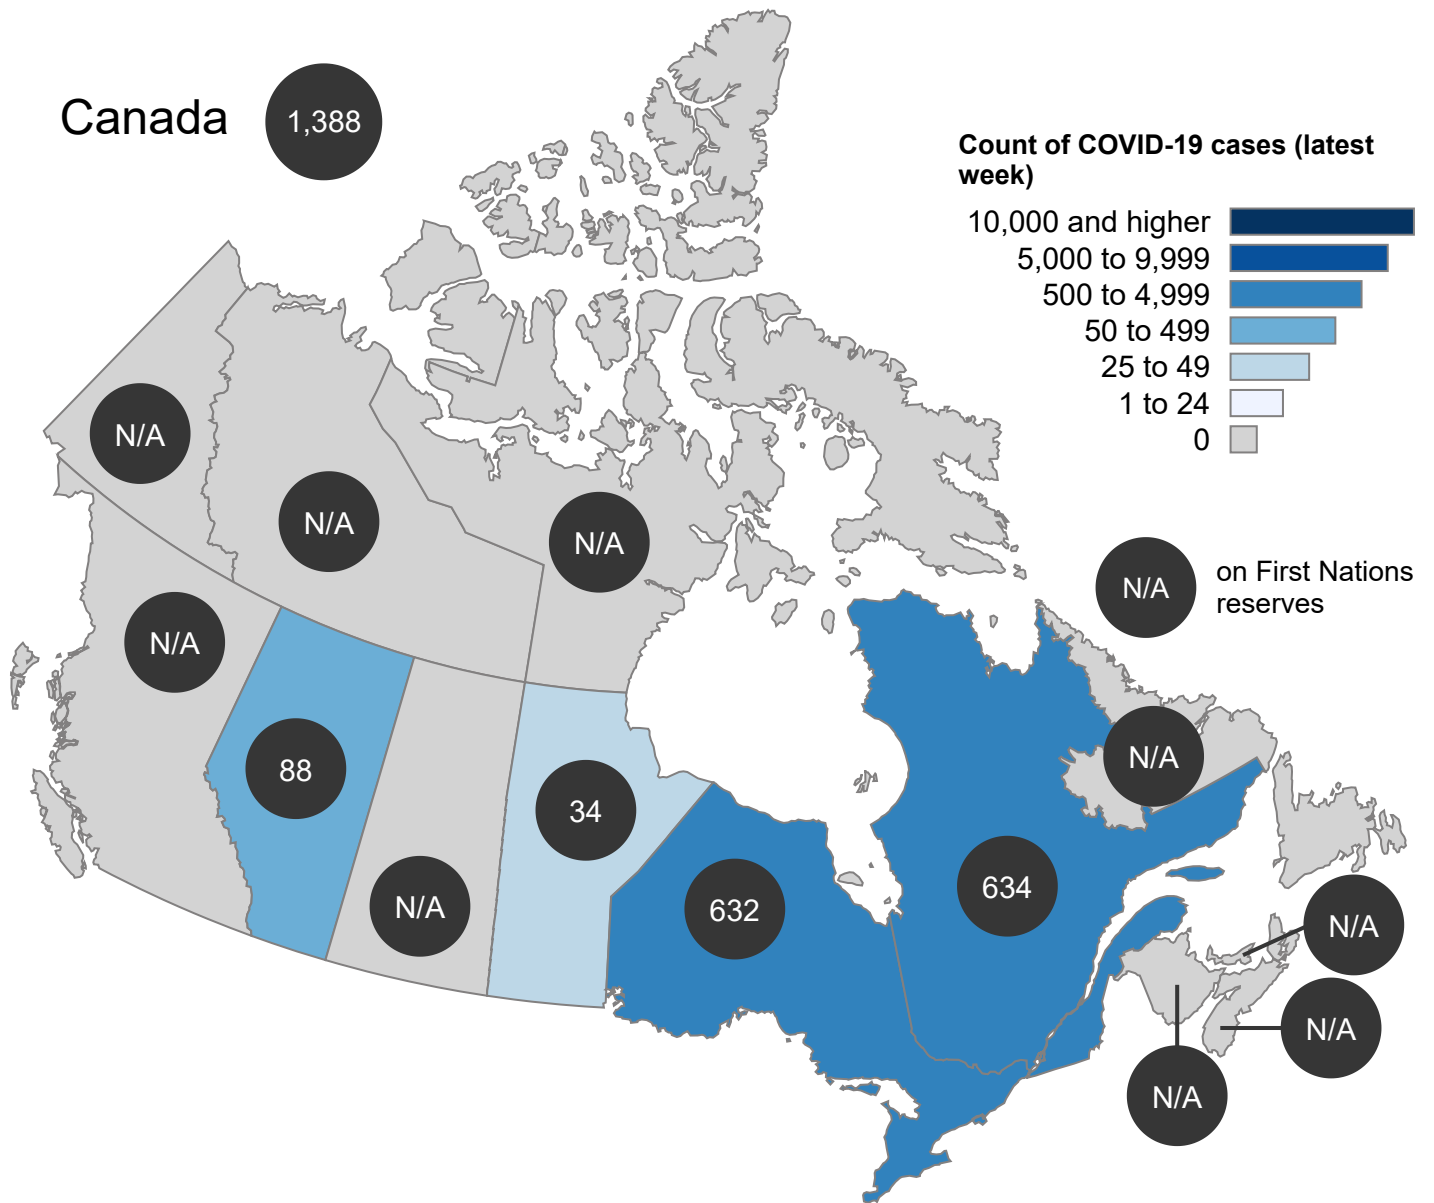 Canada
1,388
Count of COVID-19 cases (latest
week)
10,000 and higher
5,000 to 9,999
500 to 4,999
50 to 499
25 to 49
1 to 24
0
N/A
N/A
N/A
N/A
on First Nations
reserves
N/A
88
34
N/A
632
634
N/A
N/A
N/A
N/A